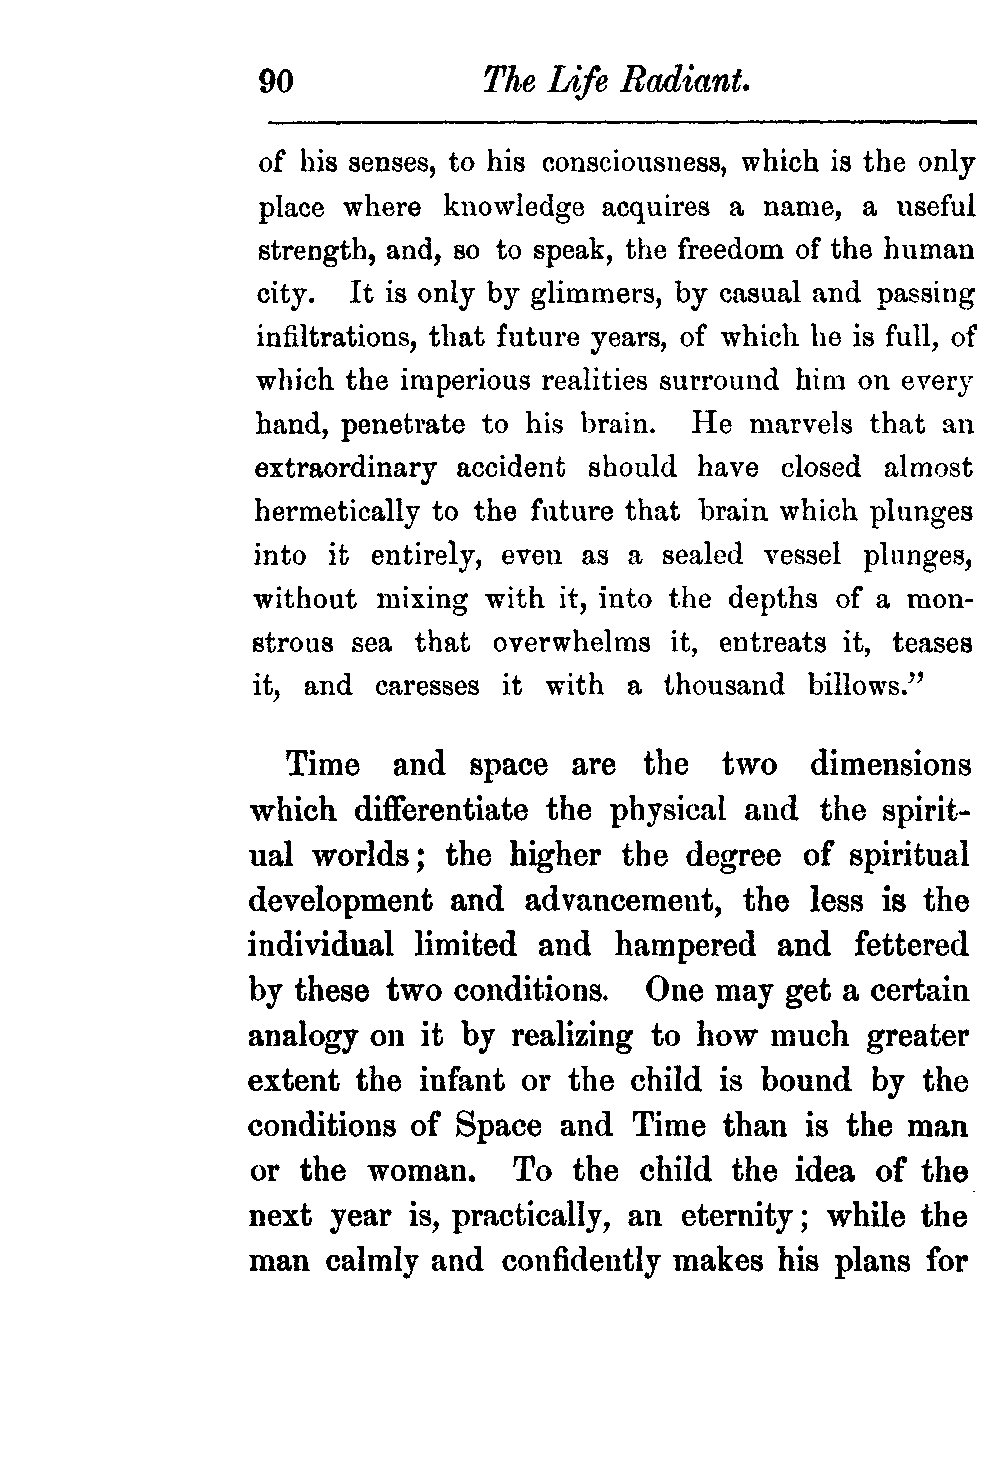 90 The Life Radiant.
of his senses, to his consciousness, which is the only
place where knowledge acquires a name, a useful
strength, and, so to speak, the freedom of the human
city. It is only by glimmers, by casual and passing
infiltrations, that future years, of which he is full, of
which the imperious realities surround him on every
hand, penetrate to his brain. He marvels that an
extraordinary accident should have closed almost
hermetically to the future that brain which plunges
into it entirely, even as a sealed vessel plunges,
without mixing with it, into the depths of a mon-
strous sea that overwhelms it, entreats it, teases
it, and caresses it with a thousand billows.”
Time and space are the two dimensions
which differentiate the physical and the spirit-
ual worlds; the higher the degree of spiritual
development and advancement, the less is the
individual limited and hampered and fettered
by these two conditions. One may get a certain
analogy on it by realizing to how much greater
extent the infant or the child is bound by the
conditions of Space and Time than is the man
or the woman. To the child the idea of the
next year is, practically, an eternity; while the
man calmly and confidently makes his plans for